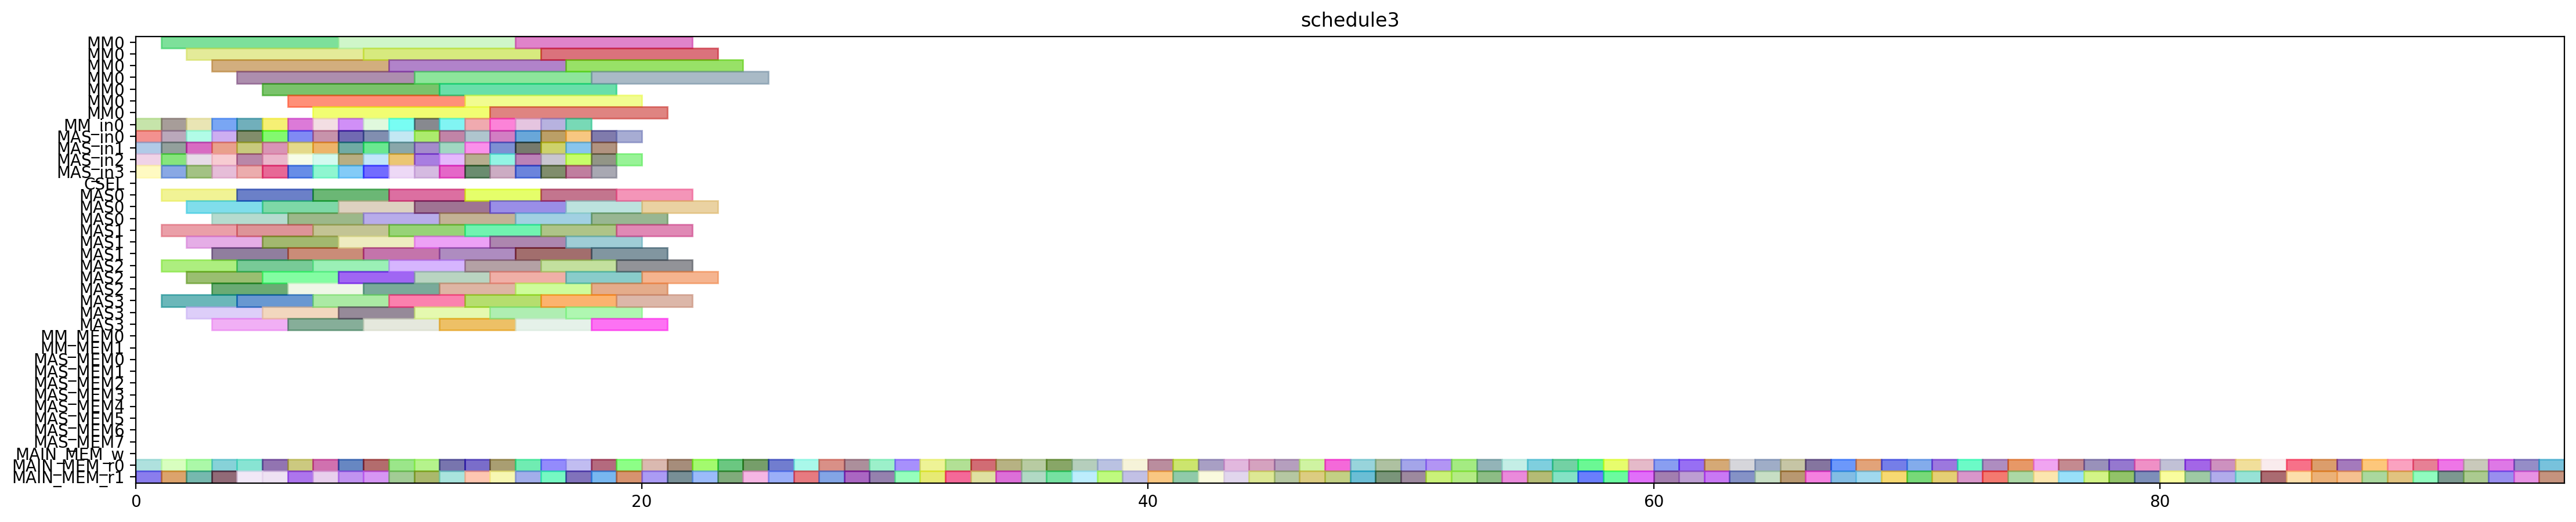 schedule3
MM0
MM0
MM0
MM0
MM0
MM0
MM0
MM_in0
MAS_in0
MAS_in1
MAS_in2
MAS_in3
CSEL
MAS0
MAS0
MAS0
MAS1
MAS1
MAS1
MAS2
MAS2
MAS2
MAS3
MAS3
MAS3
MM_MEM0
MM_MEM1
MAS_MEM0
MAS_MEM1
MAS_MEM2
MAS_MEM3
MAS_MEM4
MAS_MEM5
MAS_MEM6
MAS_MEM7
MAIN_MEM_w
MAIN_MEM_r0
MAIN_MEM_r1
0 20 40 60 80